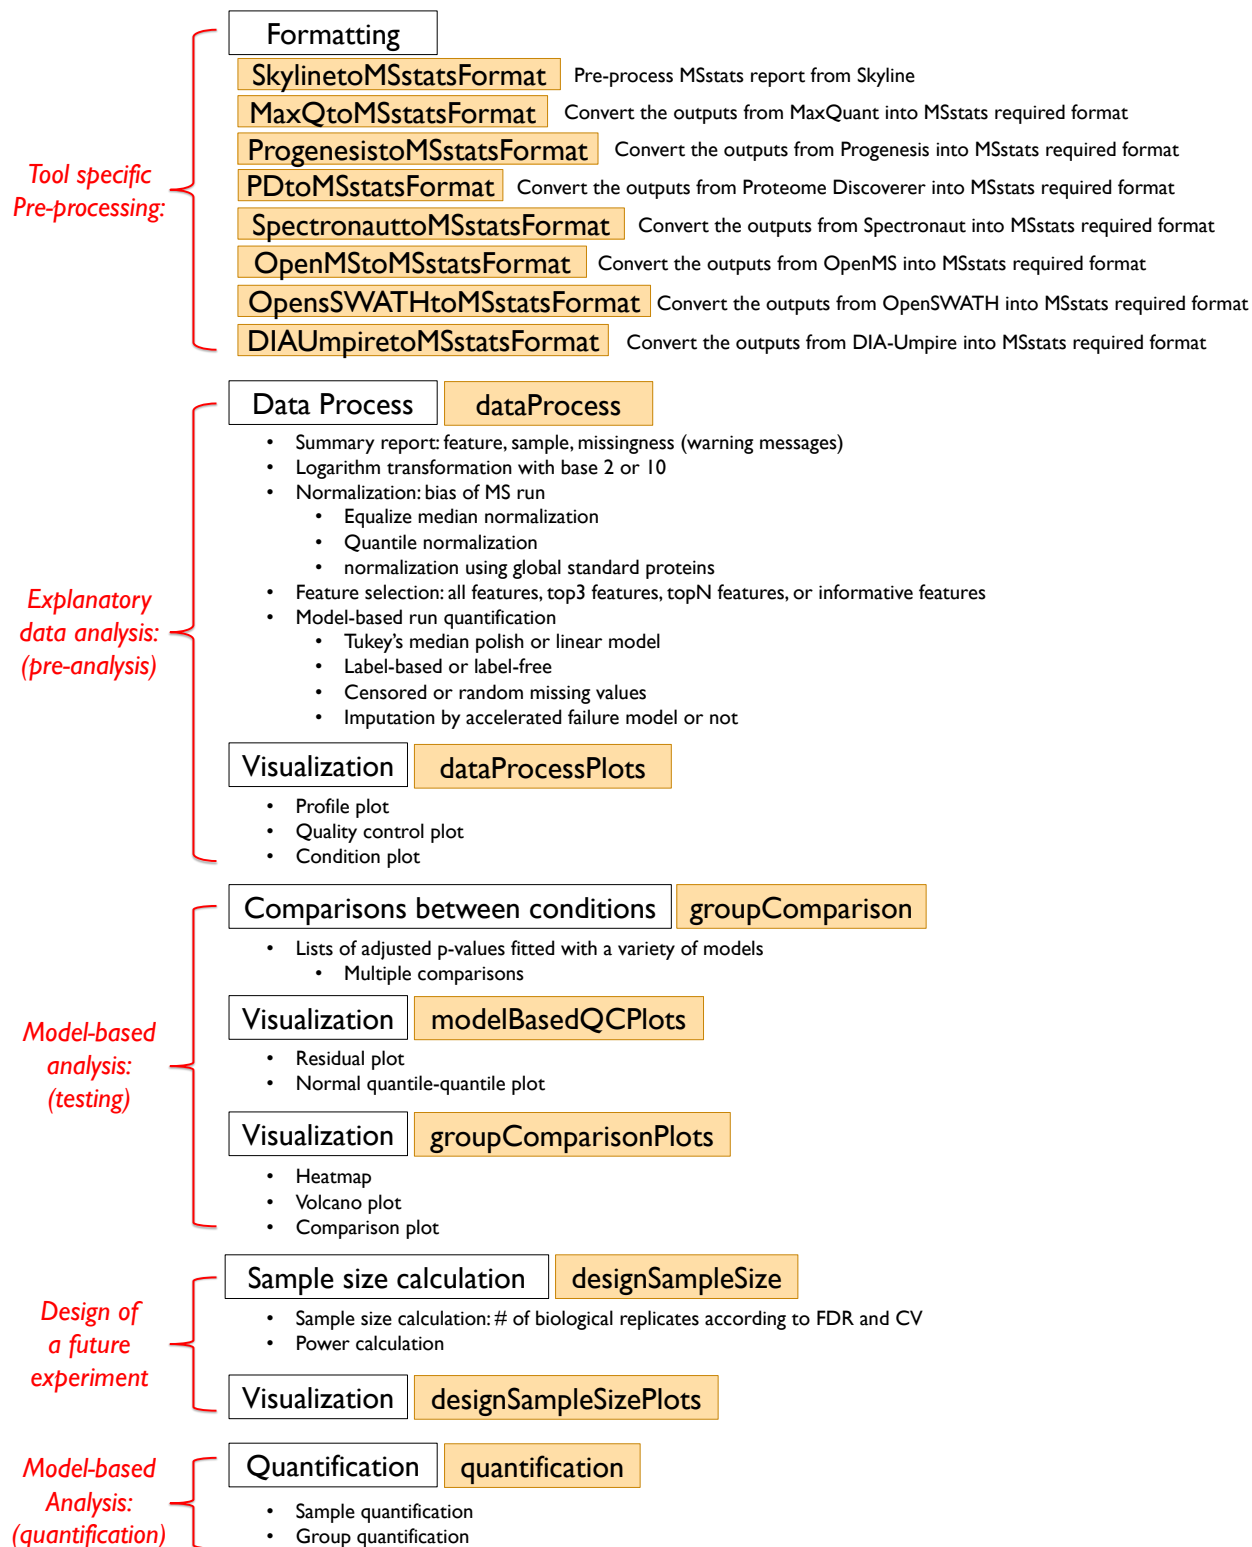 Formatting
SkylinetoMSstatsFormat Pre-process MSstats report from Skyline
MaxQtoMSstatsFormat Convert the outputs from MaxQuant into MSstats required format
ProgenesistoMSstatsFormat Convert the outputs from Progenesis into MSstats required format
Tool specific
Pre-processing:
PDtoMSstatsFormat Convert the outputs from Proteome Discoverer into MSstats required format
SpectronauttoMSstatsFormat Convert the outputs from Spectronaut into MSstats required format
OpenMStoMSstatsFormat Convert the outputs from OpenMS into MSstats required format
OpensSWATHtoMSstatsFormat Convert the outputs from OpenSWATH into MSstats required format
DIAUmpiretoMSstatsFormat Convert the outputs from DIA-Umpire into MSstats required format
Explanatory
data analysis:
(pre-analysis)
Data Process dataProcess
• Summary report: feature, sample, missingness (warning messages)
• Logarithm transformation with base 2 or 10
• Normalization: bias of MS run
• Equalize median normalization
• Quantile normalization
• normalization using global standard proteins
• Feature selection: all features, top3 features, topN features, or informative features
• Model-based run quantification
• Tukey's median polish or linear model
• Label-based or label-free
• Censored or random missing values
• Imputation by accelerated failure model or not
Visualization dataProcessPlots
• Profile plot
• Quality control plot
• Condition plot
Model-based
analysis:
(testing)
Comparisons between conditions groupComparison
• Lists of adjusted p-values fitted with a variety of models
• Multiple comparisons
Visualization modelBasedQCPlots
• Residual plot
• Normal quantile-quantile plot
Visualization groupComparisonPlots
• Heatmap
• Volcano plot
• Comparison plot
Design of
a future
experiment
Sample size calculation designSampleSize
• Sample size calculation: # of biological replicates according to FDR and CV
• Power calculation
Visualization designSampleSizePlots
Model-based
Analysis:
(quantification)
Quantification quantification
• Sample quantification
• Group quantification